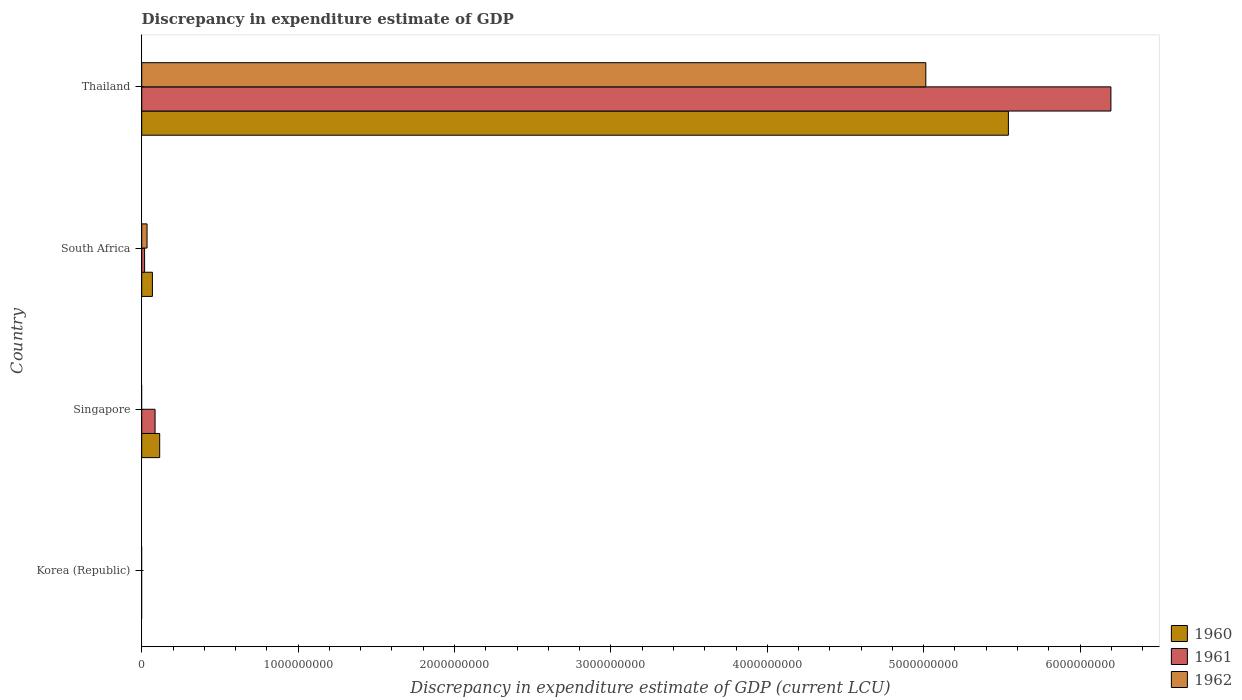 Discrepancy in expenditure estimate of GDP
Thailand
South Africa
Singapore
Korea (Republic)
Country
0
1000000000
2000000000
3000000000
4000000000
5000000000
6000000000
Discrepancy in expenditure estimate of GDP (current LCU)
1960
1961
1962